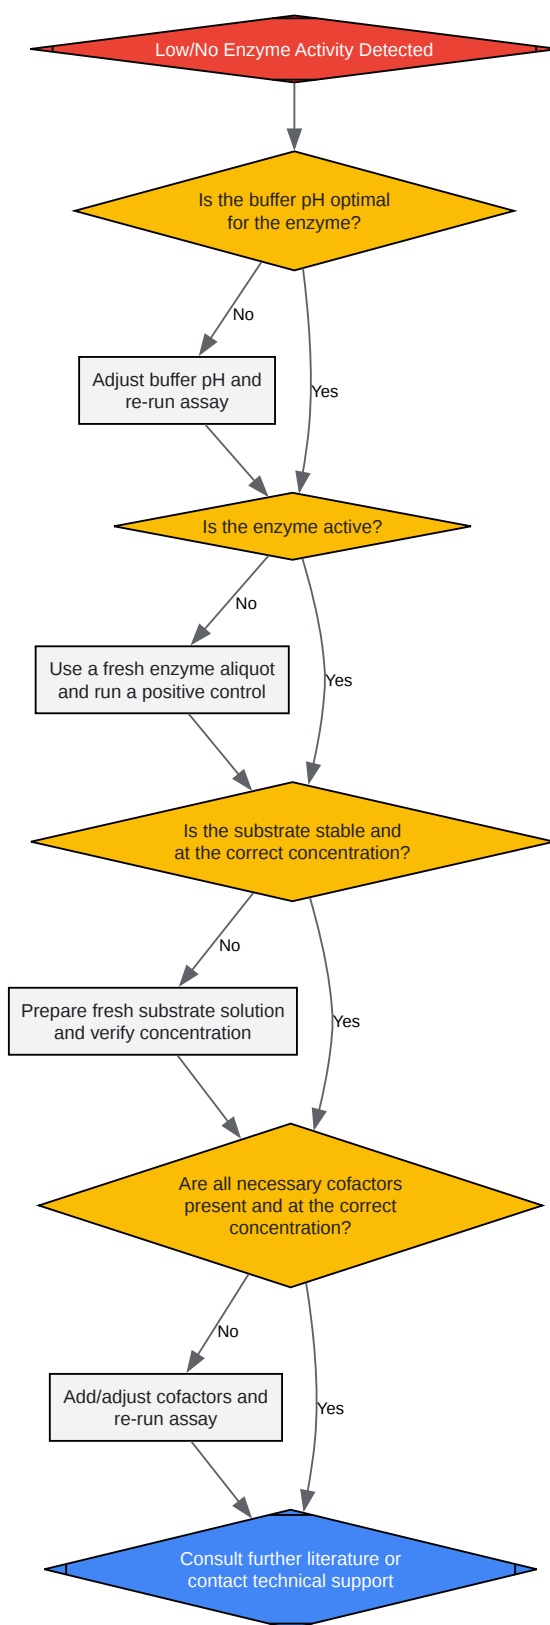 Low/No Enzyme Activity Detected
Is the buffer pH optimal
for the enzyme?
No
Adjust buffer pH and
re-run assay
Yes
Is the enzyme active?
No
Use a fresh enzyme aliquot
and run a positive control
Yes
Is the substrate stable and
at the correct concentration?
No
Prepare fresh substrate solution
and verify concentration
Yes
Are all necessary cofactors
present and at the correct
concentration?
No
Add/adjust cofactors and
re-run assay
Yes
Consult further literature or
contact technical support